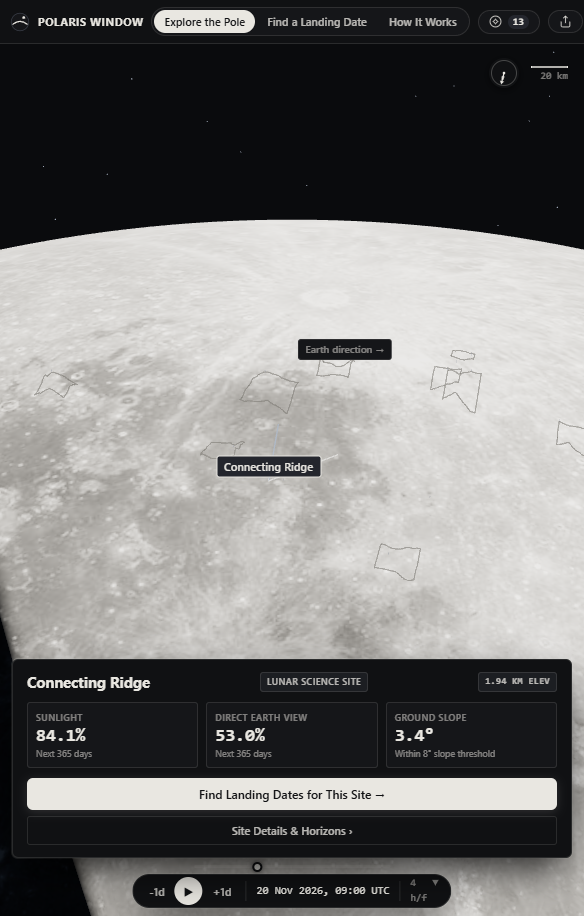 POLARIS WINDOW
Explore the Pole
Find a Landing Date
How It Works
13
20 km
Earth direction →
Connecting Ridge
Connecting Ridge
LUNAR SCIENCE SITE
1.94 KM ELEV
SUNLIGHT
84.1%
Next 365 days
DIRECT EARTH VIEW
53.0%
Next 365 days
GROUND SLOPE
3.4°
Within 8° slope threshold
Find Landing Dates for This Site →
Site Details & Horizons ›
-1d
+1d
20 Nov 2026, 09:00 UTC
4
h/f